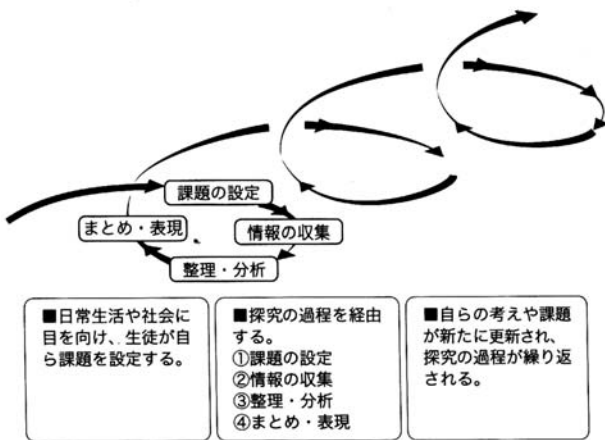 課題の設定
まとめ・表現
情報の収集
整理・分析
■日常生活や社会に
目を向け、生徒が自
ら課題を設定する。
■探究の過程を経由
する。
①課題の設定
②情報の収集
③整理・分析
④まとめ・表現
■自らの考えや課題
が新たに更新され、
探究の過程が繰り返
される。